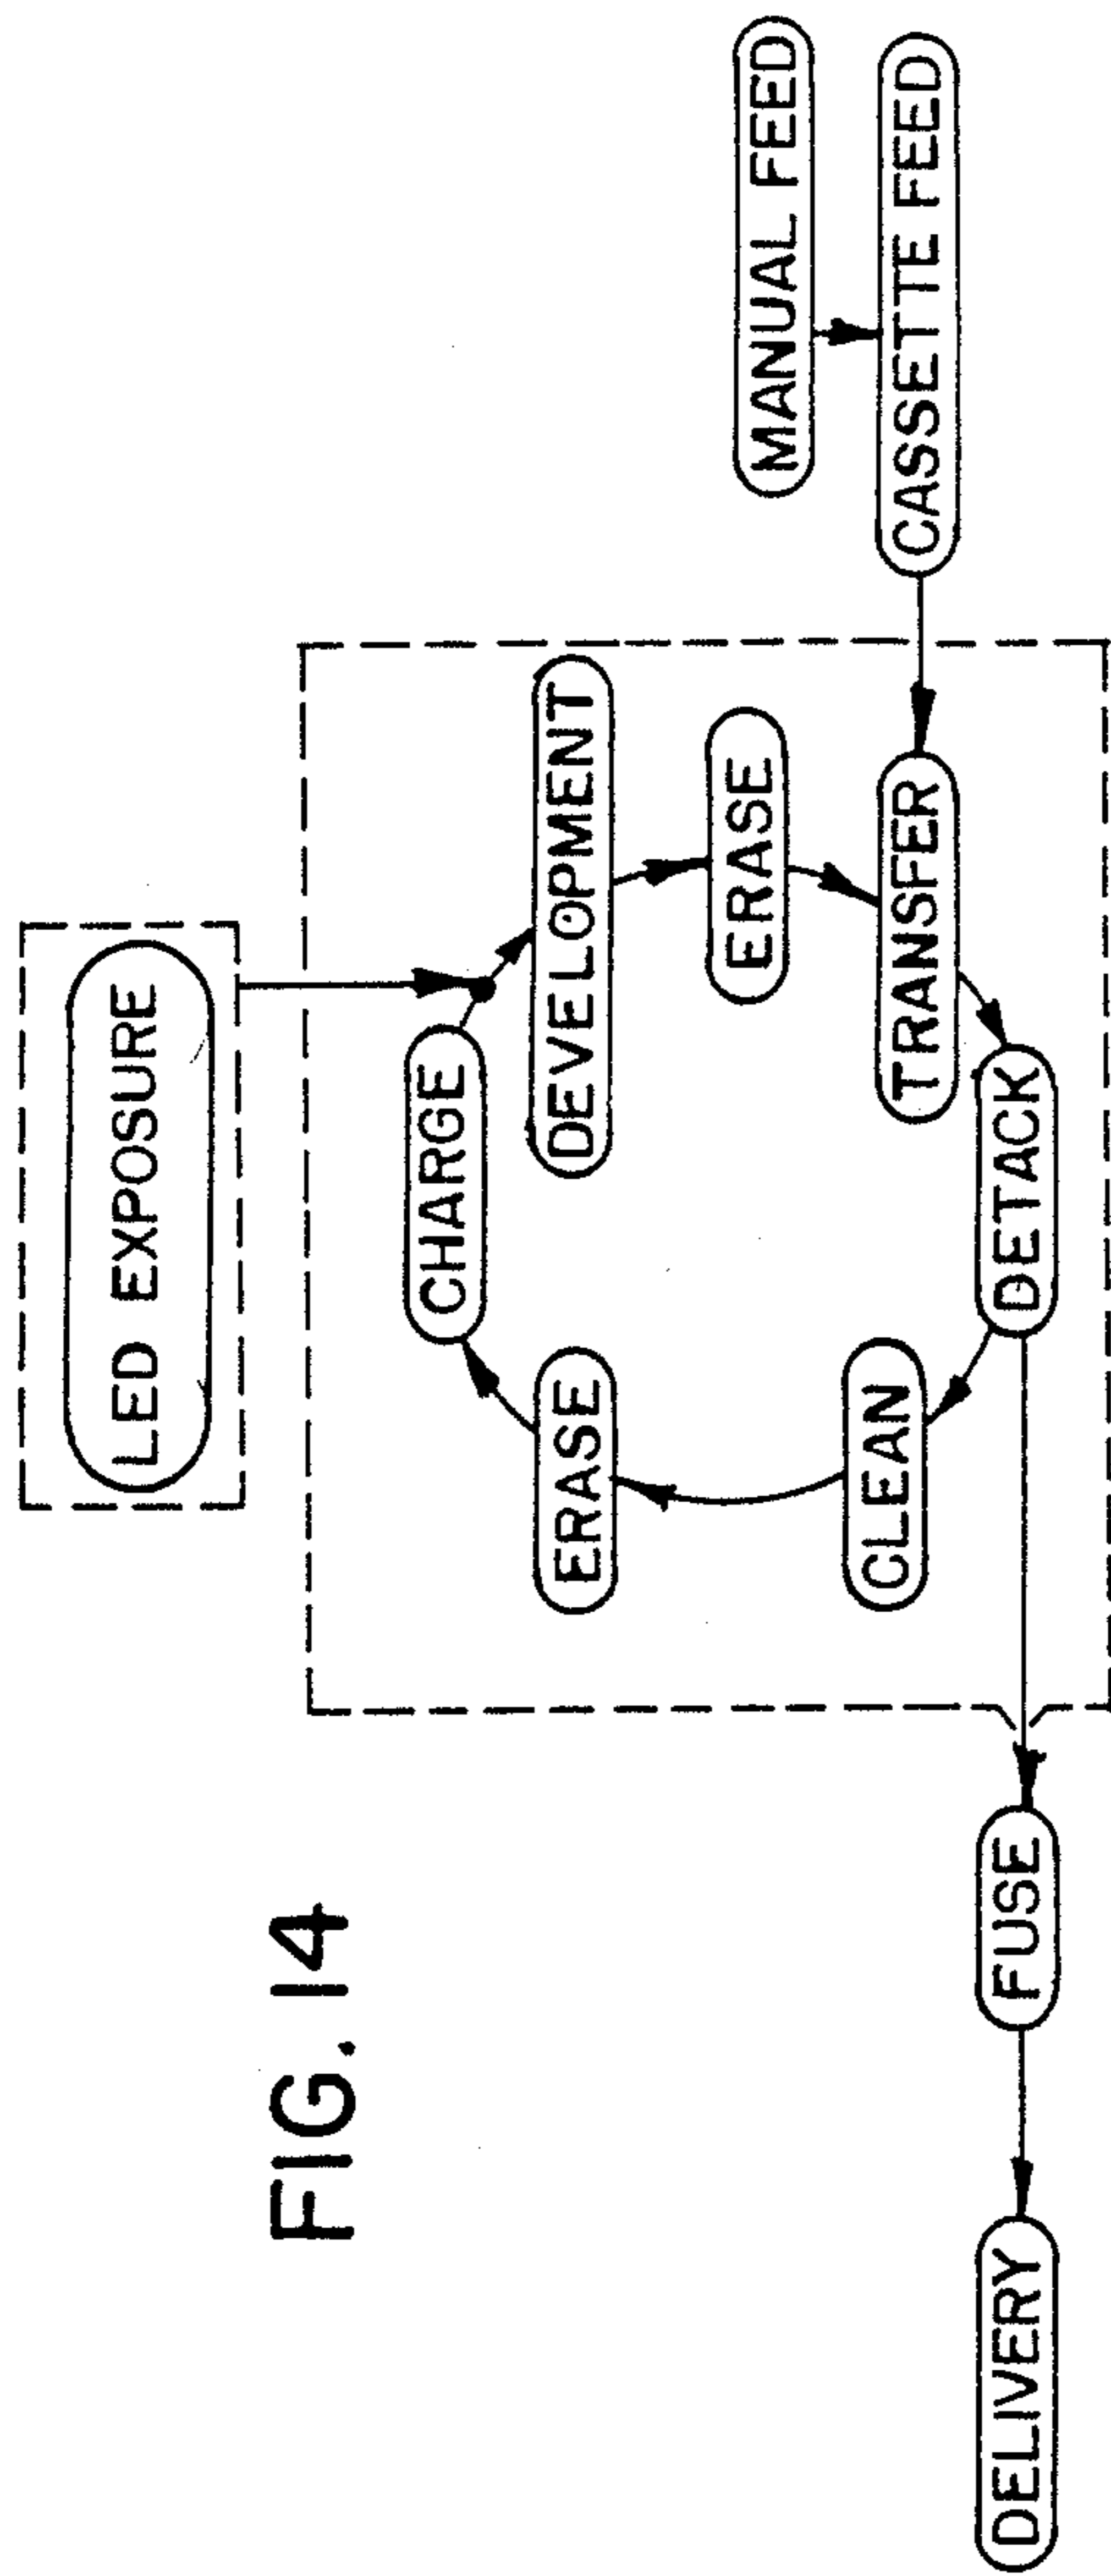 FIG. 14
LED EXPOSURE
CHARGE
DEVELOPMENT
ERASE
TRANSFER
DETACK
CLEAN
ERASE
MANUAL FEED
CASSETTE FEED
FUSE
DELIVERY